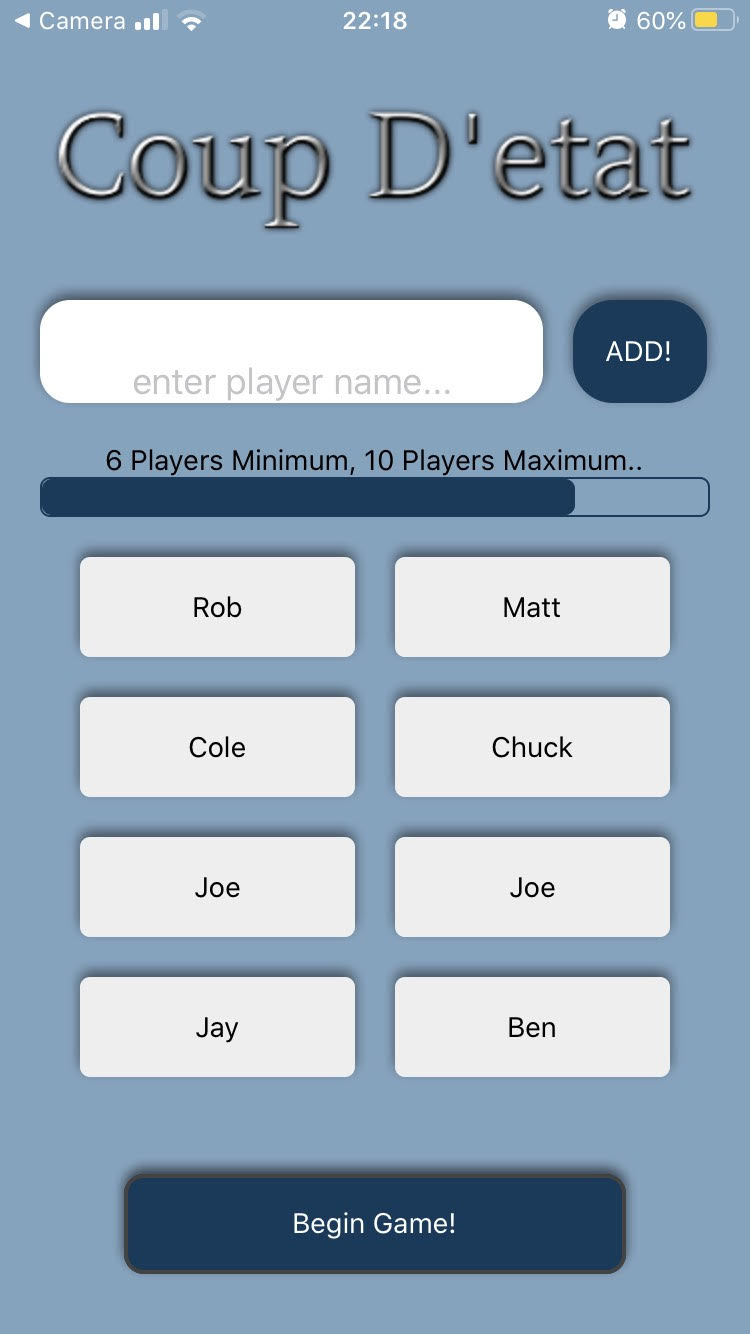 ◀ Camera 22:18 60%
Coup D'etat
enter player name...
ADD!
6 Players Minimum, 10 Players Maximum..
Rob Matt
Cole Chuck
Joe Joe
Jay Ben
Begin Game!